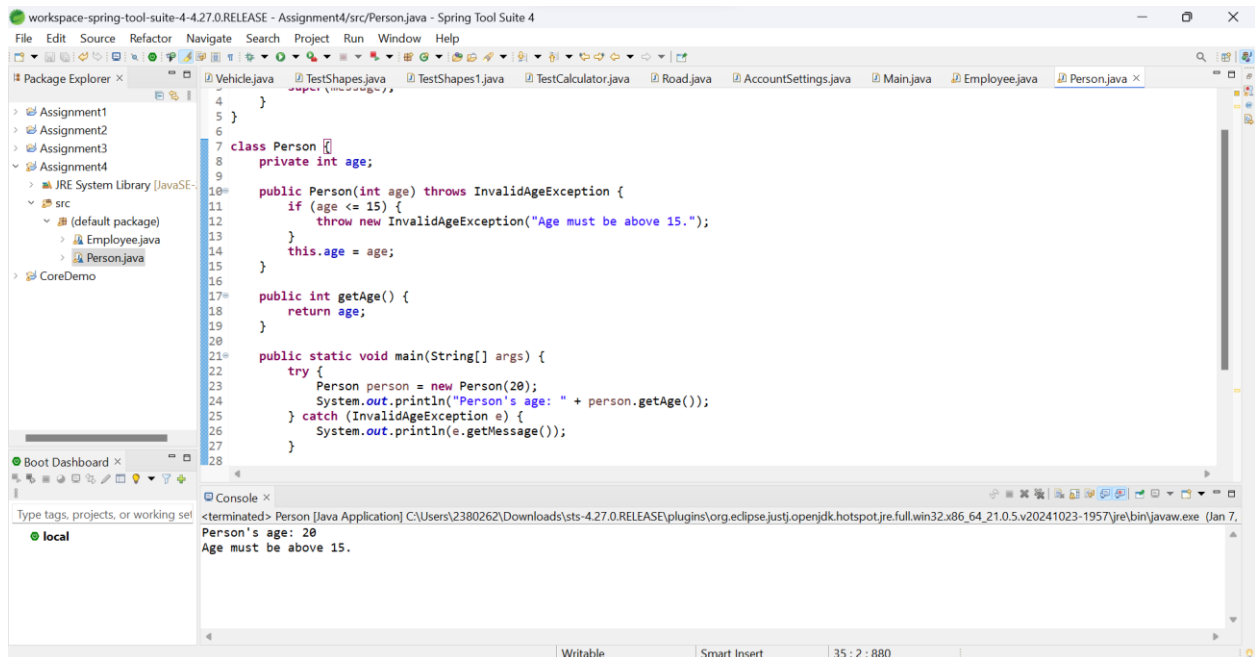 workspace-spring-tool-suite-4-4.27.0.RELEASE - Assignment4/src/Person.java - Spring Tool Suite 4
File Edit Source Refactor Navigate Search Project Run Window Help
Package Explorer
Vehicle.java TestShapes.java TestShapes1.java TestCalculator.java Road.java AccountSettings.java Main.java Employee.java Person.java
Assignment1
Assignment2
Assignment3
Assignment4
JRE System Library [JavaSE-
src
(default package)
Employee.java
Person.java
CoreDemo
super(message);
4 }
5 }
6
7 class Person {
8 private int age;
9
10 public Person(int age) throws InvalidAgeException {
11 if (age <= 15) {
12 throw new InvalidAgeException("Age must be above 15.");
13 }
14 this.age = age;
15 }
16
17 public int getAge() {
18 return age;
19 }
20
21 public static void main(String[] args) {
22 try {
23 Person person = new Person(20);
24 System.out.println("Person's age: " + person.getAge());
25 } catch (InvalidAgeException e) {
26 System.out.println(e.getMessage());
27 }
28
Boot Dashboard
Type tags, projects, or working set
local
Console
<terminated> Person [Java Application] C:\Users\2380262\Downloads\sts-4.27.0.RELEASE\plugins\org.eclipse.justj.openjdk.hotspot.jre.full.win32.x86_64_21.0.5.v20241023-1957\jre\bin\javaw.exe (Jan 7,
Person's age: 20
Age must be above 15.
Writable Smart Insert 35 : 2 : 880